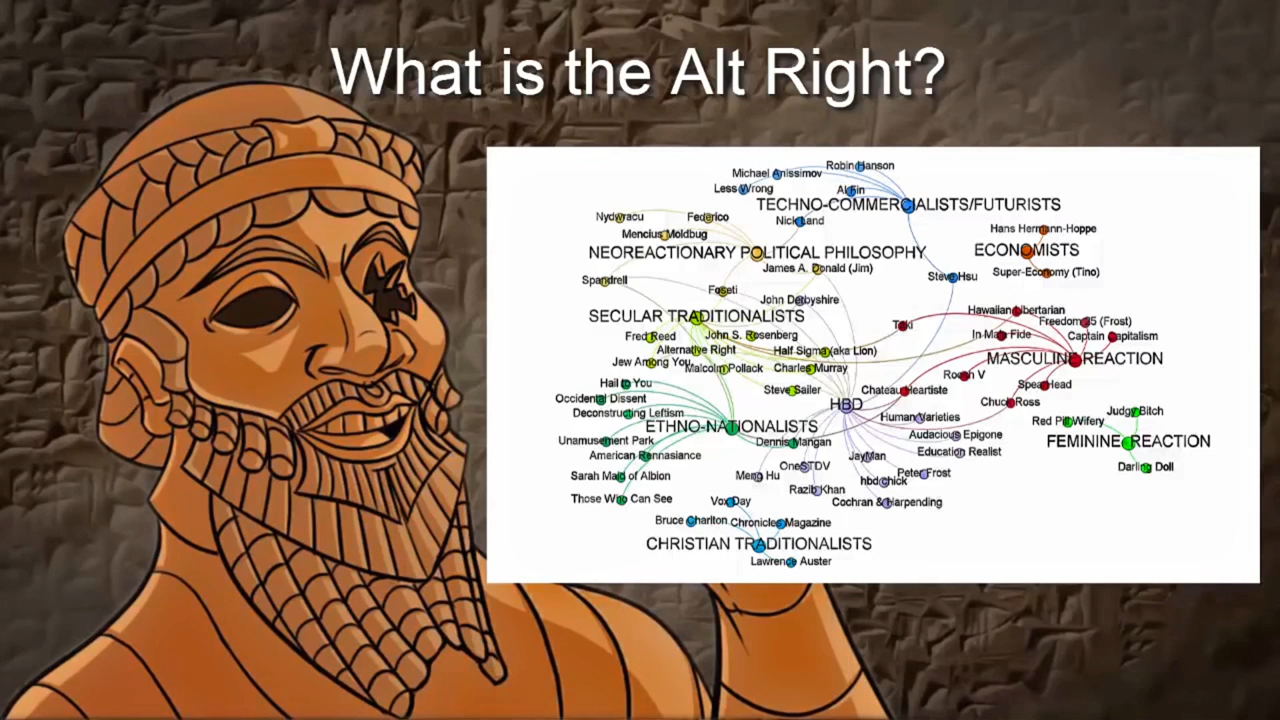 What is the Alt Right?
Robin Hanson
Michael Anissimov
Less Wrong
Al Fin
TECHNO-COMMERCIALISTS/FUTURISTS
Nydwracu
Federico
Nick Land
Hans Hermann-Hoppe
Mencius Moldbug
NEOREACTIONARY POLITICAL PHILOSOPHY
ECONOMISTS
James A. Donald (Jim)
Super-Economy (Tino)
Spandrell
Steve Hsu
Foseti
John Derbyshire
Hawaiian Libertarian
SECULAR TRADITIONALISTS
Taki
Freedom 25 (Frost)
Fred Reed
John S. Rosenberg
In Mala Fide
Captain Capitalism
Alternative Right
Half Sigma (aka Lion)
MASCULINE REACTION
Jew Among You
Malcolm Pollack
Charles Murray
Roosh V
Hail to You
Steve Sailer
Chateau Heartiste
Spearhead
Occidental Dissent
HBD
Chuck Ross
Deconstructing Leftism
Human Varieties
Judgy Bitch
ETHNO-NATIONALISTS
Red Pill Wifery
Unamusement Park
Dennis Mangan
Audacious Epigone
FEMININE REACTION
American Rennasiance
JayMan
Education Realist
OneSTDV
Darling Doll
Sarah Maid of Albion
Meng Hu
hbd chick
Peter Frost
Razib Khan
Those Who Can See
Vox Day
Cochran & Harpending
Bruce Charlton
Chronicles Magazine
CHRISTIAN TRADITIONALISTS
Lawrence Auster